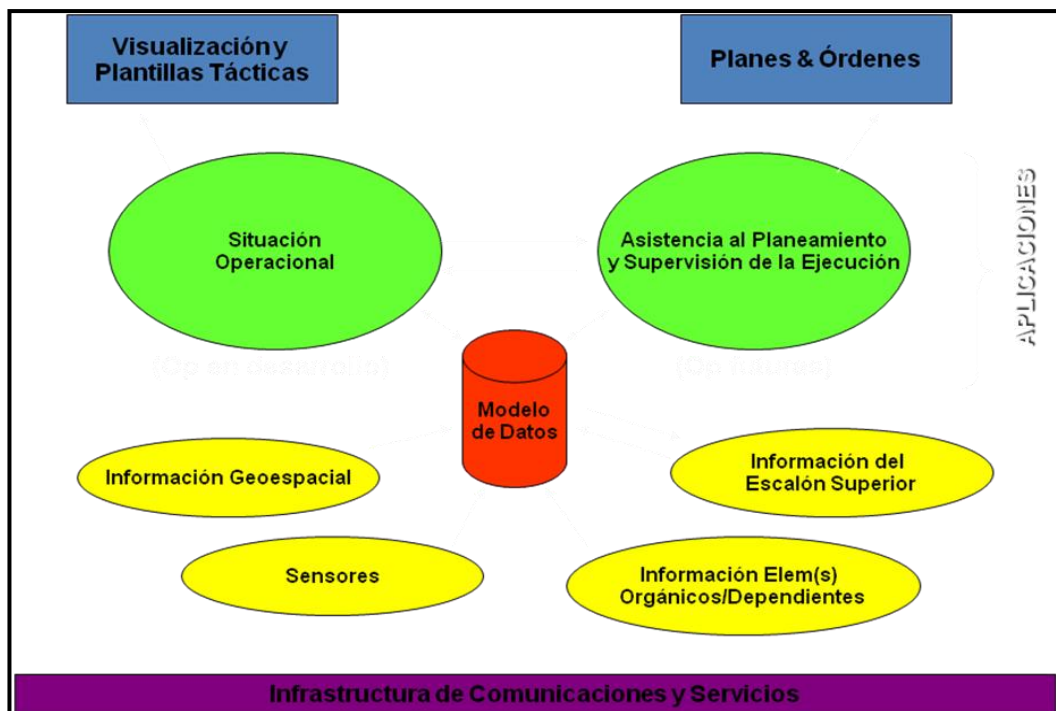 Visualización y
Plantillas Tácticas
Planes & Órdenes
Situación
Operacional
Asistencia al Planeamiento
y Supervisión de la Ejecución
APLICACIONES
(Op en desarrollo)
(Op futuras)
Modelo
de Datos
Información Geoespacial
Información del
Escalón Superior
Sensores
Información Elem(s)
Orgánicos/Dependientes
Infrastructura de Comunicaciones y Servicios